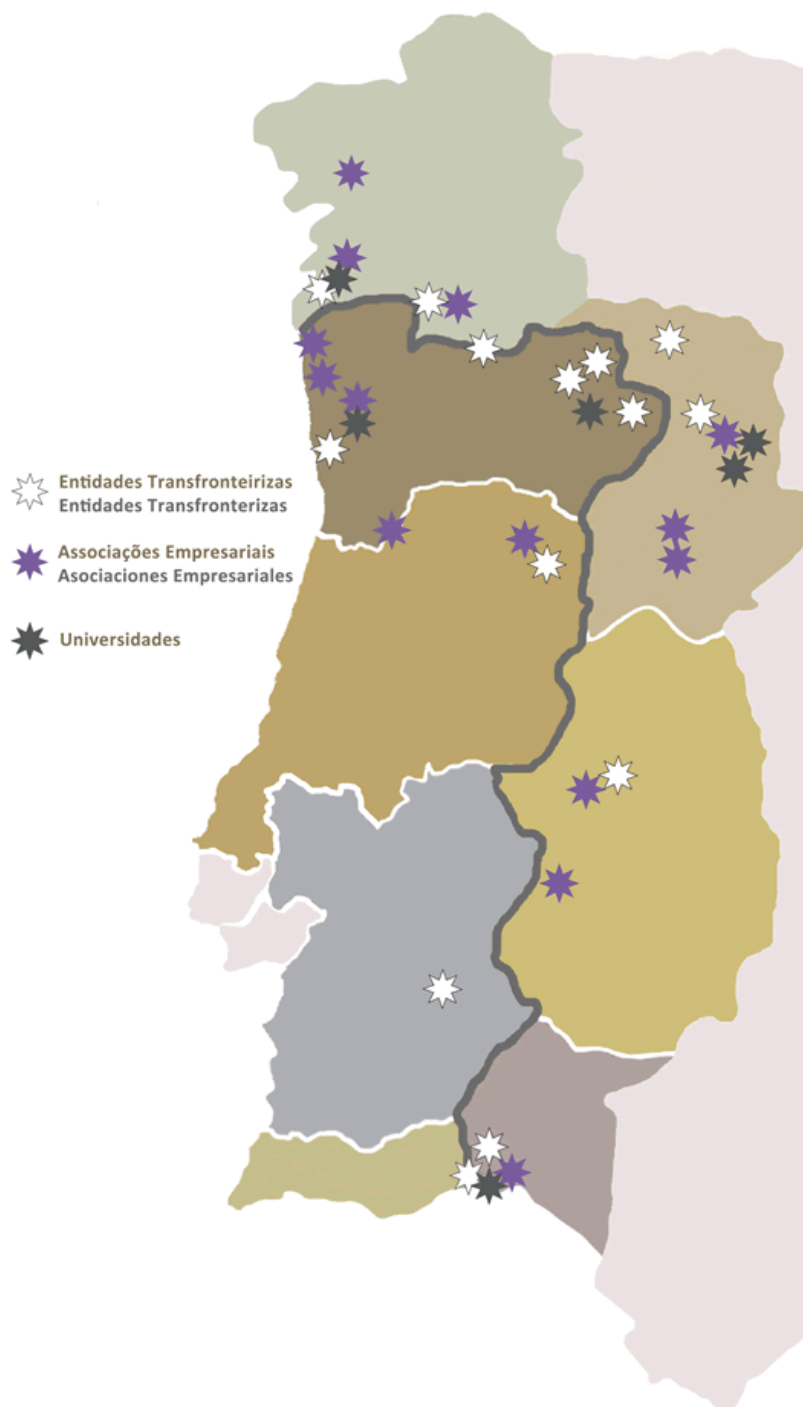 Entidades Transfronteirizas
Entidades Transfronterizas
Associações Empresariais
Asociaciones Empresariales
Universidades